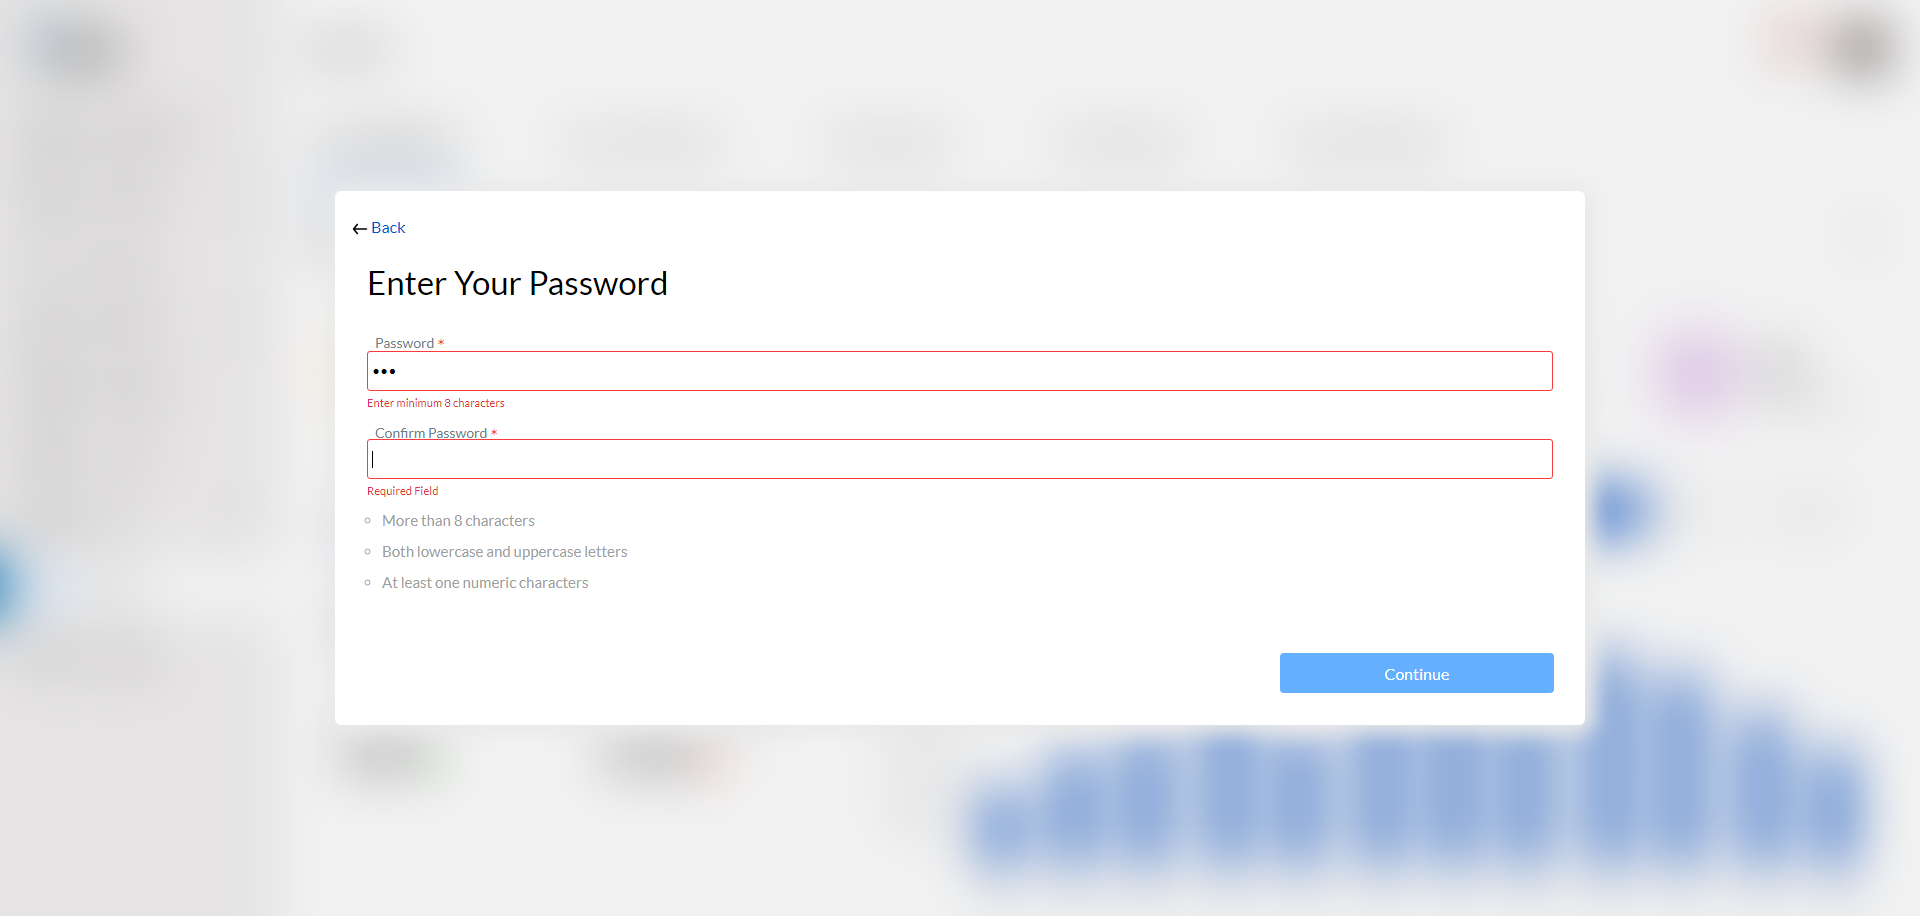 Back
Enter Your Password
Password *
•••
Enter minimum 8 characters
Confirm Password *
Required Field
More than 8 characters
Both lowercase and uppercase letters
At least one numeric characters
Continue